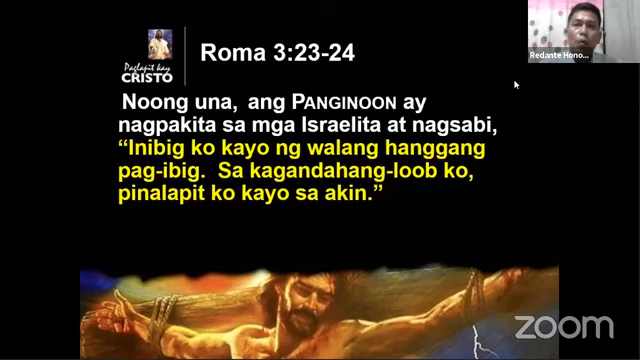 Paglapit kay
CRISTO
Roma 3:23-24
Noong una, ang PANGINOON ay
nagpakita sa mga Israelita at nagsabi,
“Inibig ko kayo ng walang hanggang
pag-ibig. Sa kagandahang-loob ko,
pinalapit ko kayo sa akin.”
Redante Hono...
zoom